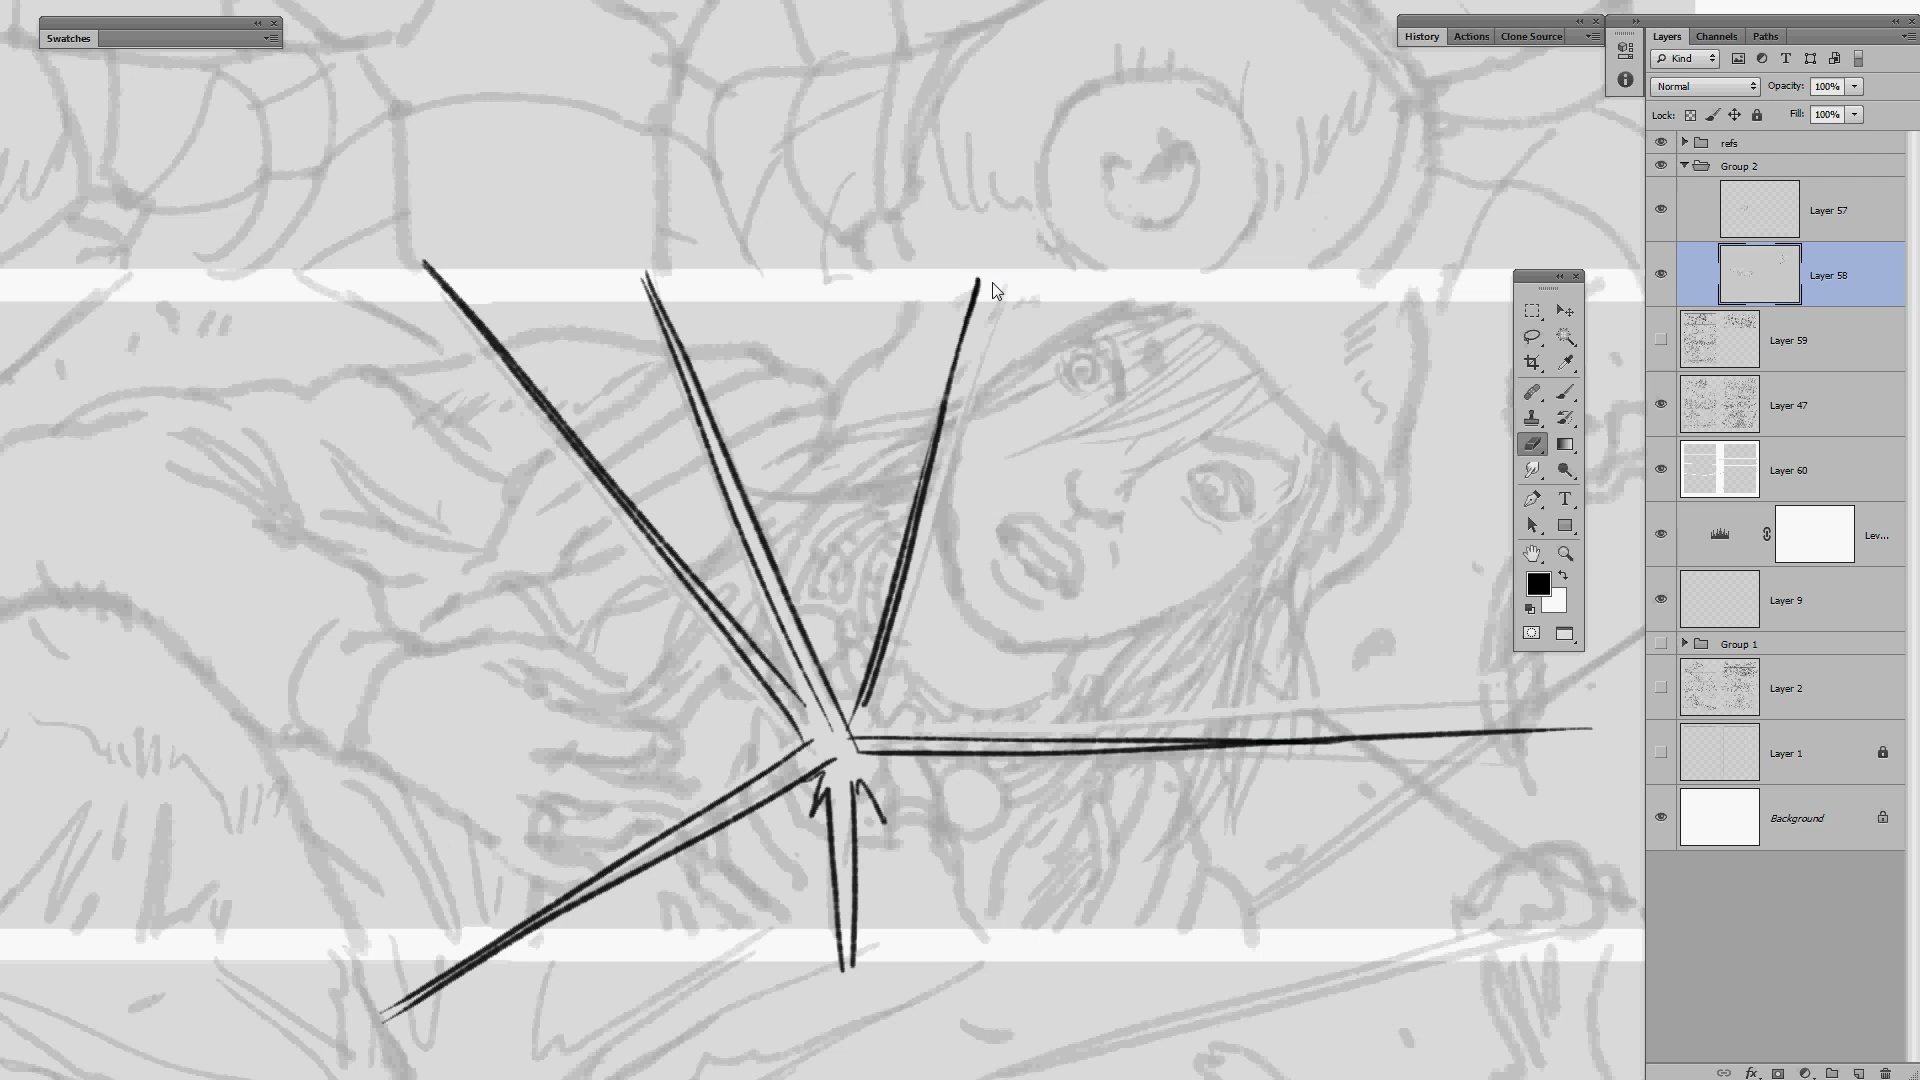 Swatches
History Actions Clone Source
Layers Channels Paths
Kind T
Normal Opacity: 100%
Lock: Fill: 100%
refs
Group 2
Layer 57
Layer 58
Layer 59
Layer 47
Layer 60
Lev...
Layer 9
Group 1
Layer 2
Layer 1
Background
T
fx